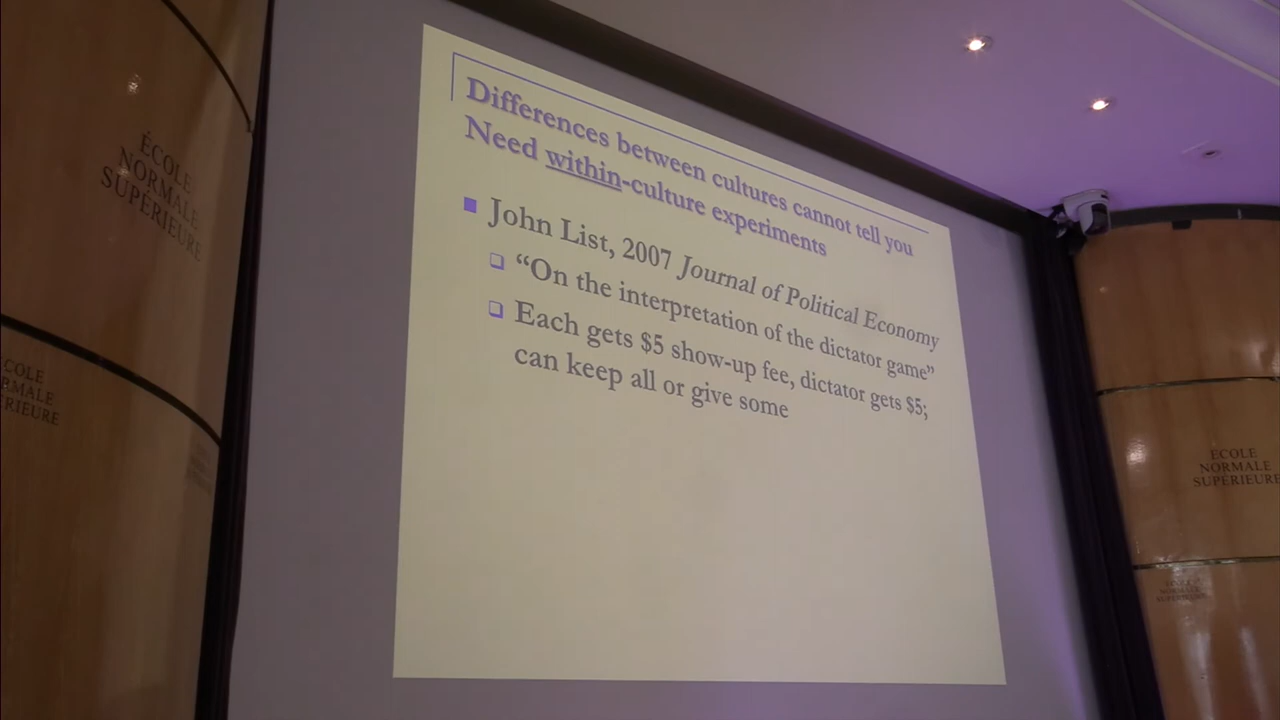 ÉCOLE
NORMALE
SUPÉRIEURE
Differences between cultures cannot tell you
Need within-culture experiments
John List, 2007 Journal of Political Economy
“On the interpretation of the dictator game”
Each gets $5 show-up fee, dictator gets $5;
can keep all or give some
ECOLE
NORMALE
SUPÉRIEURE